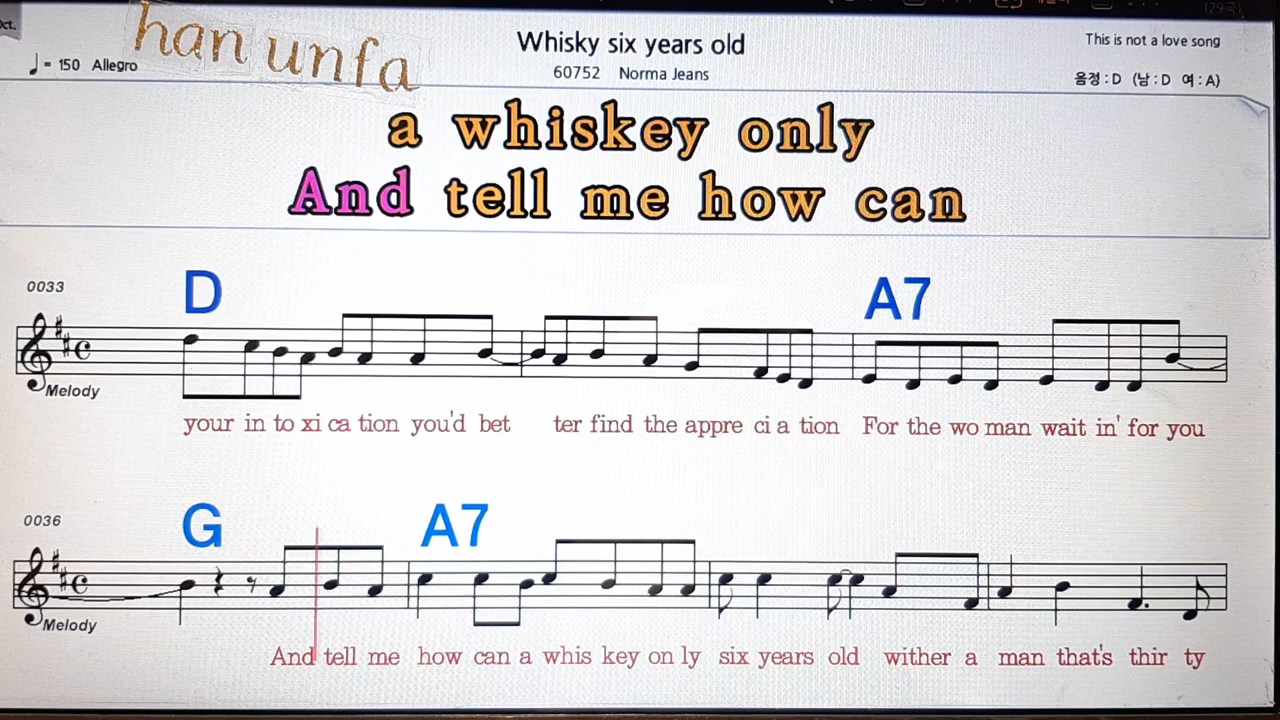 oct.
han unfa
Whisky six years old
This is not a love song
♩= 150 Allegro
60752 Norma Jeans
음정 : D (남 : D 여 : A)
a whiskey only
And tell me how can
0033
D
A7
Melody
your in to xi ca tion you'd bet ter find the appre ci a tion For the wo man wait in' for you
0036
G
A7
Melody
And tell me how can a whis key on ly six years old wither a man that's thir ty